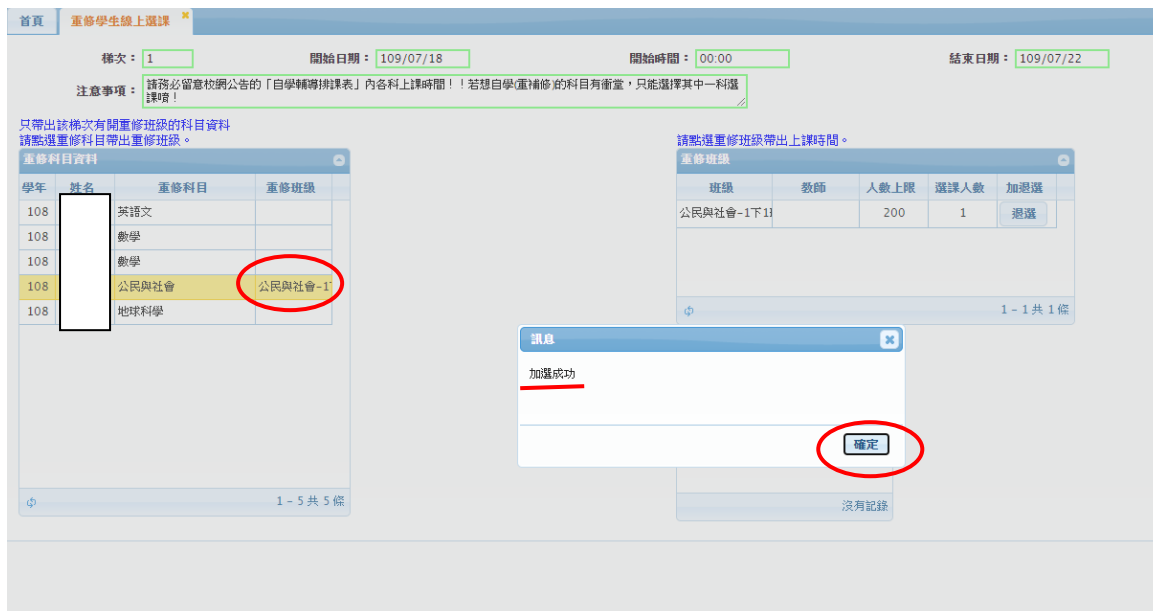 首頁 重修學生線上選課
梯次： 1 開始日期： 109/07/18 開始時間： 00:00 結束日期： 109/07/22
注意事項： 請務必留意校網公告的「自學輔導排課表」內各科上課時間！！若想自學(重補修)的科目有衝堂，只能選擇其中一科選
課唷！
只帶出該梯次有開重修班級的科目資料
請點選重修科目帶出重修班級。
重修科目資料
學年 姓名 重修科目 重修班級
108 英語文
108 數學
108 數學
108 公民與社會 公民與社會-1
108 地球科學
1 - 5 共 5 條
請點選重修班級帶出上課時間。
重修班級
班級 教師 人數上限 選課人數 加退選
公民與社會-1下1 200 1 退選
1 - 1 共 1 條
訊息
加選成功
確定
沒有記錄